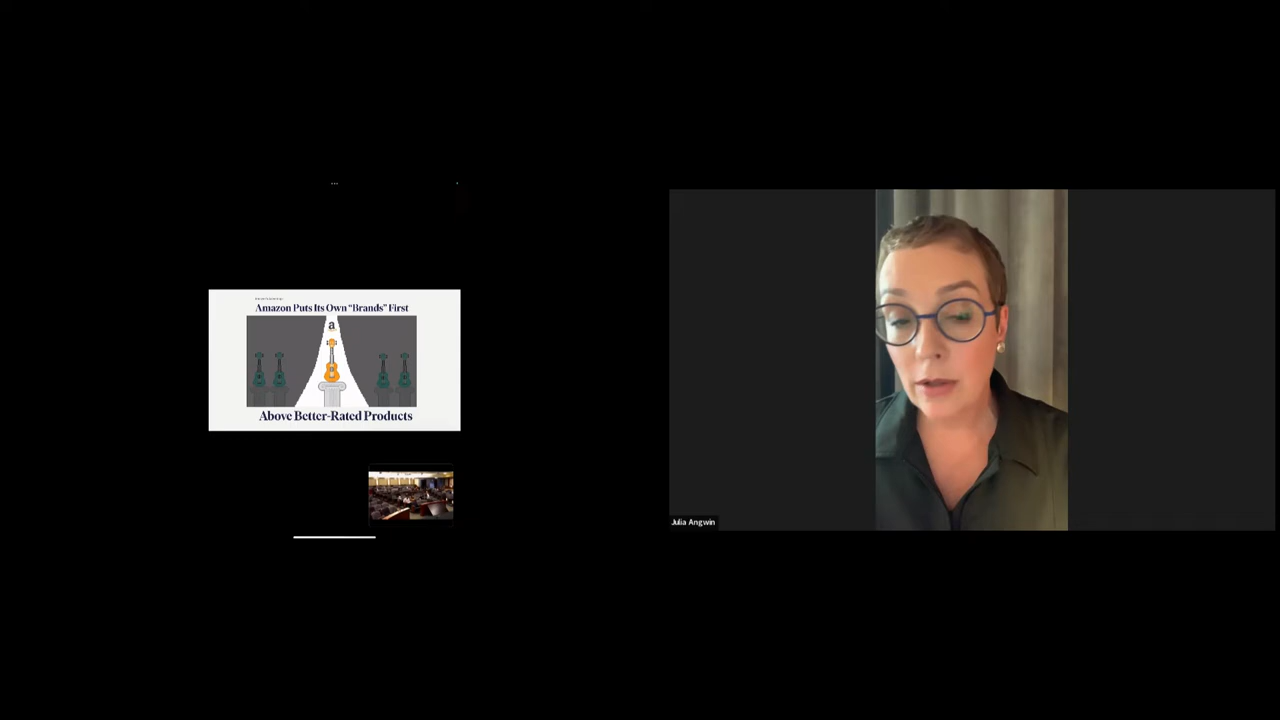 Amazon Puts Its Own “Brands” First
a
Above Better-Rated Products
Julia Angwin